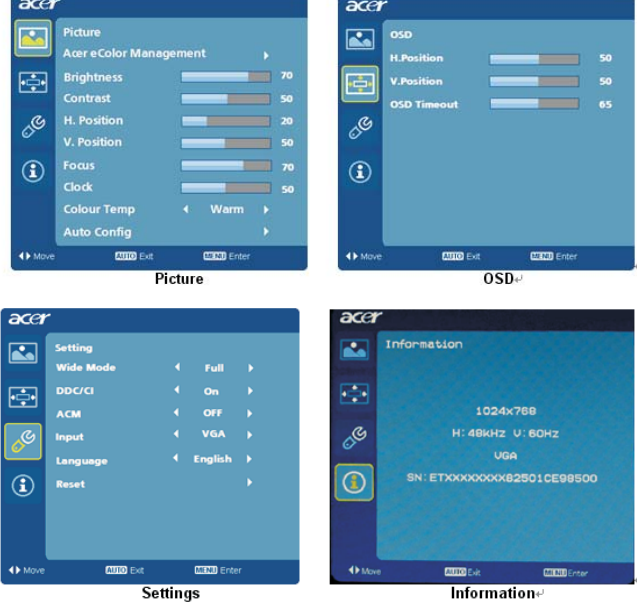 acer
Picture
Acer eColor Management
Brightness 70
Contrast 50
H. Position 20
V. Position 50
Focus 70
Clock 50
Colour Temp Warm
Auto Config
Move AUTO Exit MENU Enter
Picture
acer
OSD
H.Position 50
V.Position 50
OSD Timeout 65
Move AUTO Exit MENU Enter
OSD
acer
Setting
Wide Mode Full
DDC/CI On
ACM OFF
Input VGA
Language English
Reset
Move AUTO Exit MENU Enter
Settings
acer
Information
1024x768
H: 48kHz V: 60Hz
VGA
SN: ETXXXXXXXX82501CE98500
Move AUTO Exit MENU Enter
Information